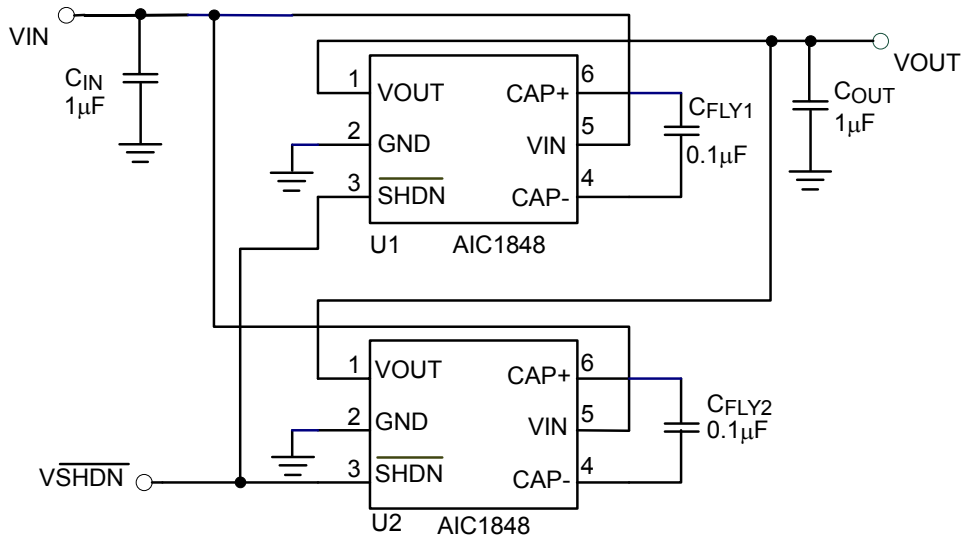 VIN
CIN
1μF
VOUT
COUT
1μF
1 VOUT
2 GND
3 SHDN
CAP+ 6
VIN 5
CAP- 4
CFLY1
0.1μF
U1 AIC1848
1 VOUT
2 GND
3 SHDN
CAP+ 6
VIN 5
CAP- 4
CFLY2
0.1μF
VSHDN
U2 AIC1848